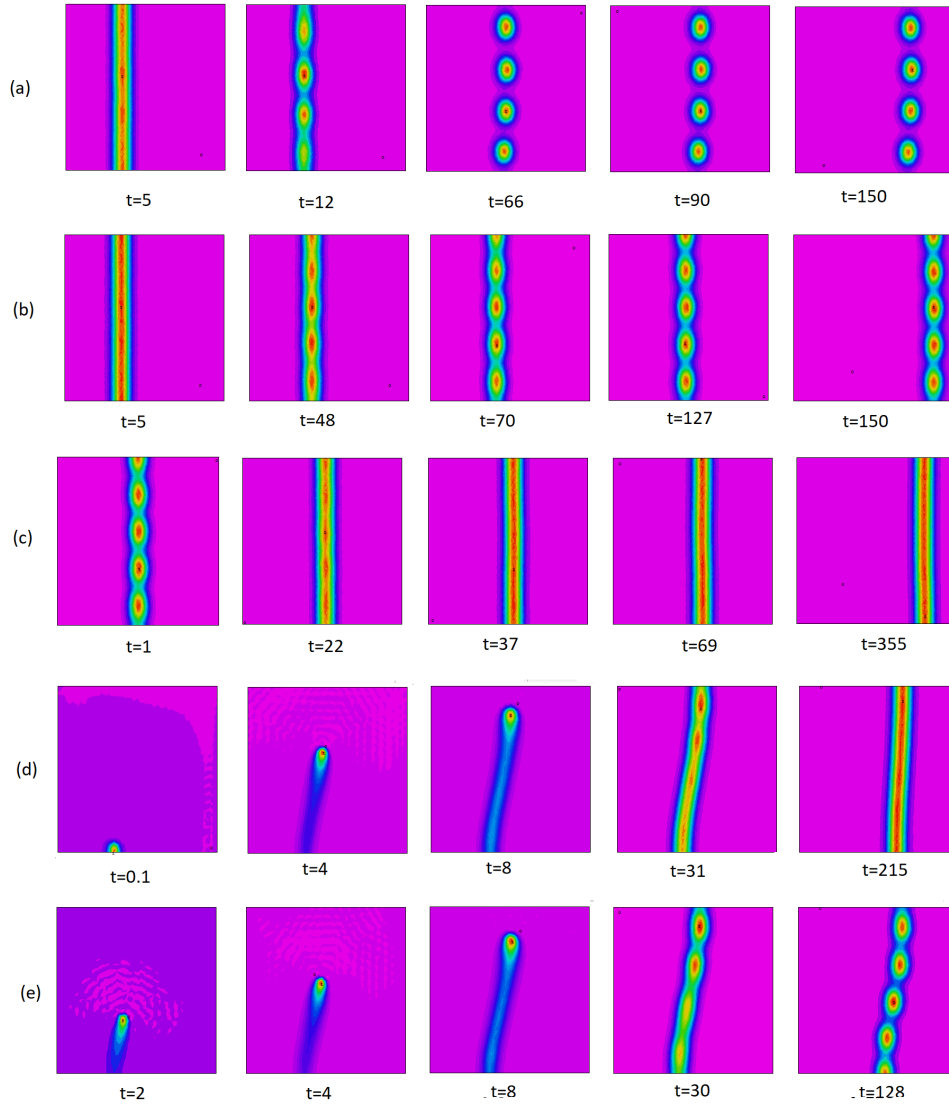 (a)
t=5 t=12 t=66 t=90 t=150
(b)
t=5 t=48 t=70 t=127 t=150
(c)
t=1 t=22 t=37 t=69 t=355
(d)
t=0.1 t=4 t=8 t=31 t=215
(e)
t=2 t=4 t=8 t=30 t=128